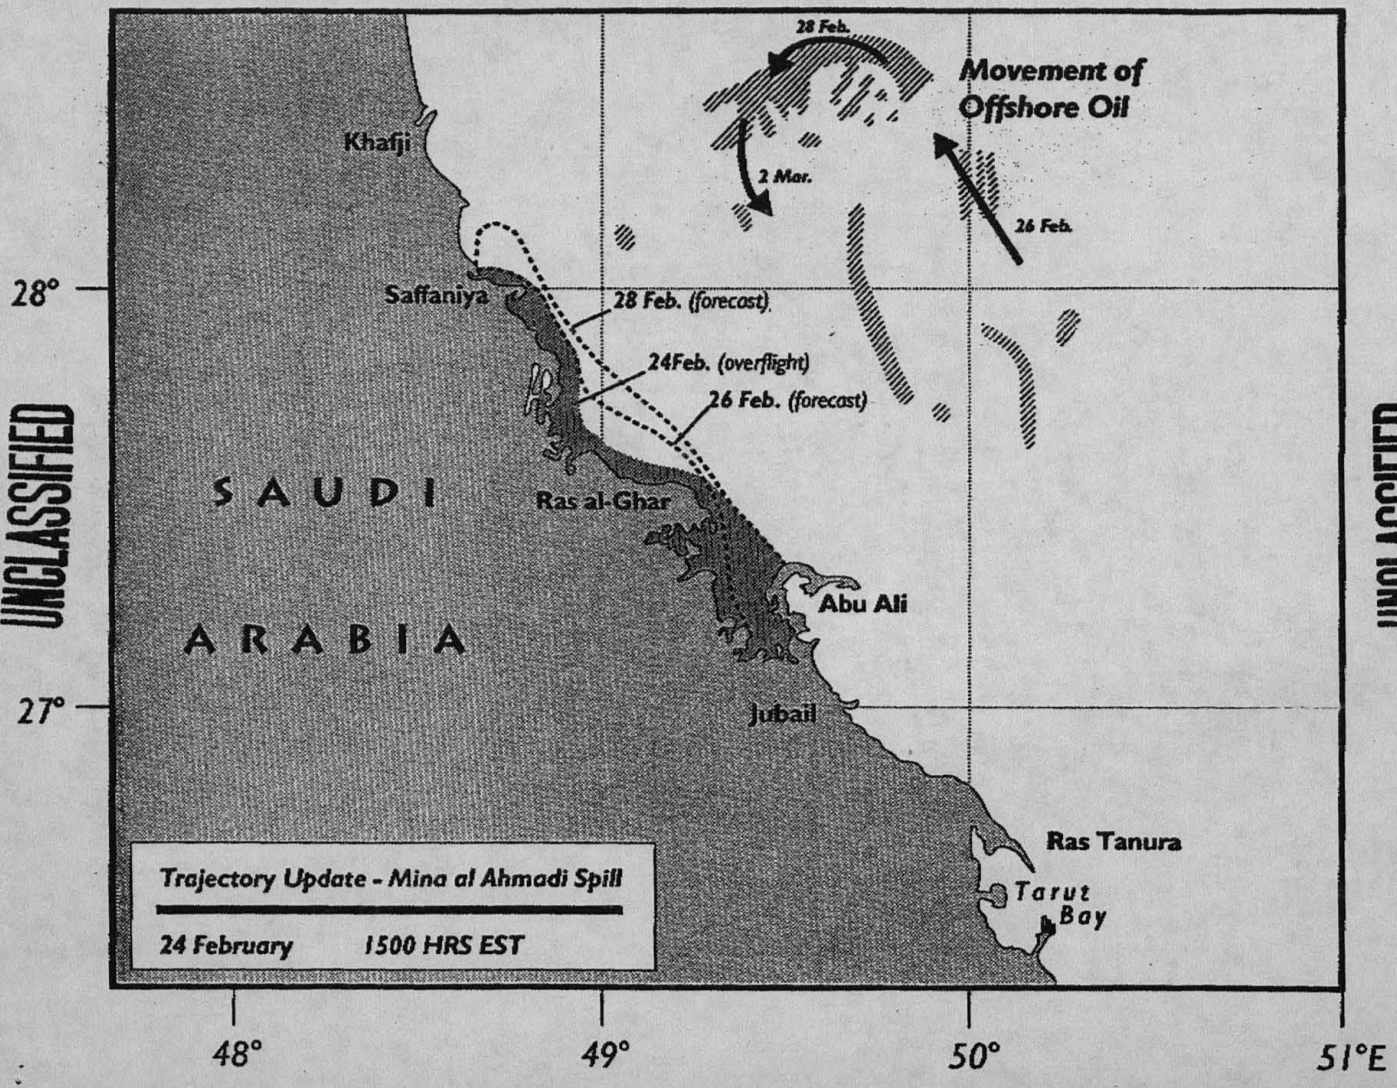 28 Feb.
Movement of
Offshore Oil
Khafji
2 Mar.
26 Feb.
28°
Saffaniya
28 Feb. (forecast)
24Feb. (overflight)
26 Feb. (forecast)
UNCLASSIFIED
UNCLASSIFIED
SAUDI
Ras al-Ghar
Abu Ali
ARABIA
27°
Jubail
Ras Tanura
Tarut
Bay
Trajectory Update - Mina al Ahmadi Spill
24 February 1500 HRS EST
48°
49°
50°
51°E